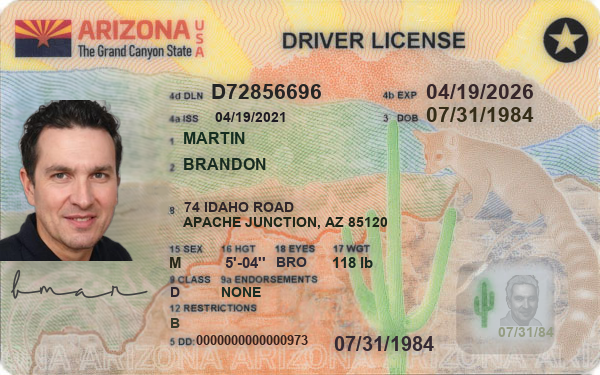 ARIZONA USA
The Grand Canyon State
DRIVER LICENSE
4d DLN D72856696 4b EXP 04/19/2026
4a ISS 04/19/2021 3 DOB 07/31/1984
1 MARTIN
2 BRANDON
8 74 IDAHO ROAD
APACHE JUNCTION, AZ 85120
15 SEX 16 HGT 18 EYES 17 WGT
M 5'-04" BRO 118 lb
9 CLASS 9a ENDORSEMENTS
D NONE
12 RESTRICTIONS
B
07/31/84
5 DD: 0000000000000973 07/31/1984
ARIZONA ARIZONA ARIZONA ARIZONA